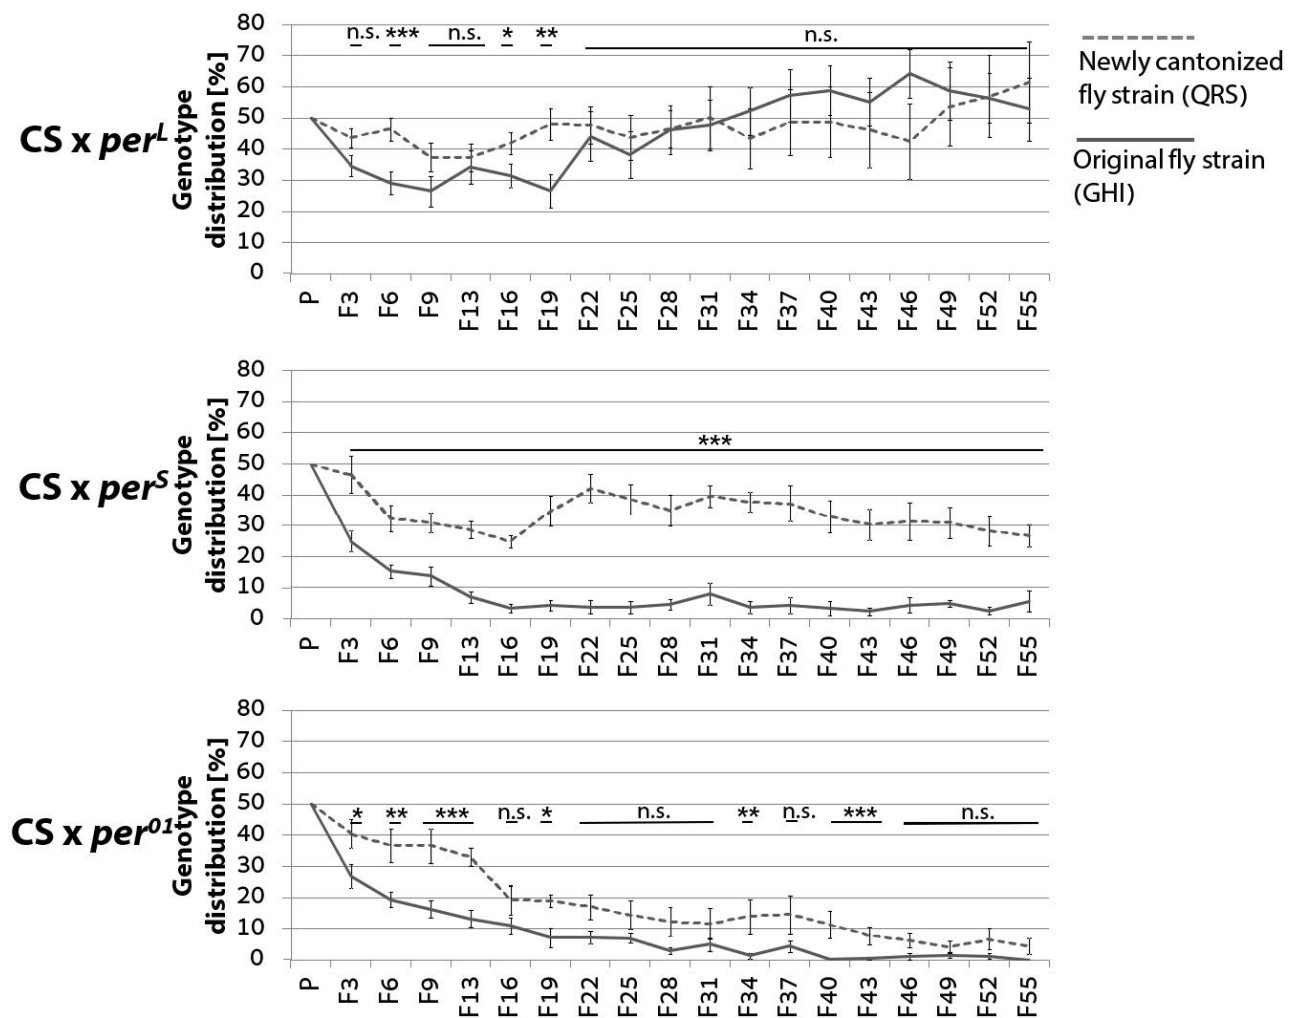 80
70
60
50
40
30
20
10
0
Genotype
distribution [%]
CS x perL
n.s. *** n.s. * ** n.s.
P F3 F6 F9 F13 F16 F19 F22 F25 F28 F31 F34 F37 F40 F43 F46 F49 F52 F55
Newly cantonized
fly strain (QRS)
Original fly strain
(GHI)
80
70
60
50
40
30
20
10
0
Genotype
distribution [%]
CS x perS
***
P F3 F6 F9 F13 F16 F19 F22 F25 F28 F31 F34 F37 F40 F43 F46 F49 F52 F55
80
70
60
50
40
30
20
10
0
Genotype
distribution [%]
CS x per01
* ** *** n.s. * n.s. ** n.s. *** n.s.
P F3 F6 F9 F13 F16 F19 F22 F25 F28 F31 F34 F37 F40 F43 F46 F49 F52 F55